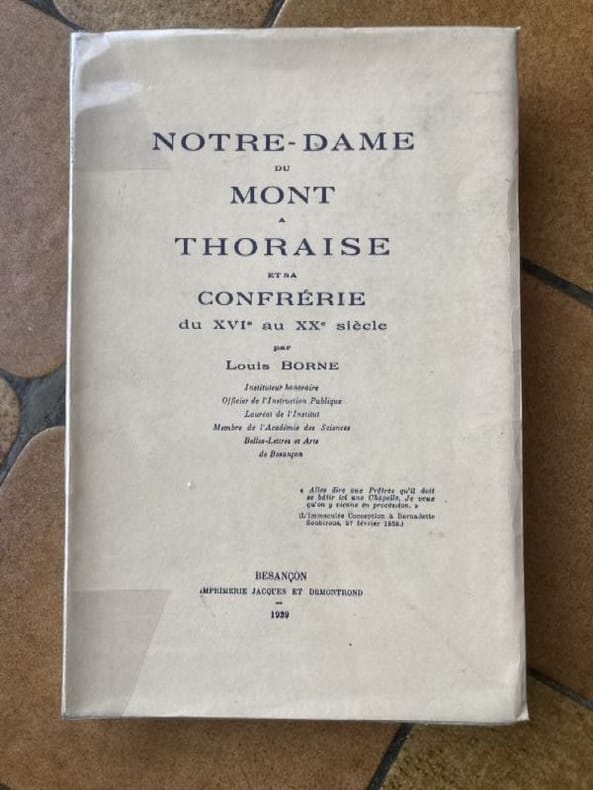 NOTRE-DAME
DU
MONT
A
THORAISE
ET SA
CONFRÉRIE
du XVIe au XXe siècle
par
Louis BORNE
Instituteur honoraire
Officier de l'Instruction Publique
Lauréat de l'Institut
Membre de l'Académie des Sciences
Belles-Lettres et Arts
de Besançon
« Allez dire aux Prêtres qu'il doit
se bâtir ici une Chapelle. Je veux
qu'on y vienne en procession. »
(L'Immaculée Conception à Bernadette
Soubirous, 27 février 1858.)
BESANÇON
IMPRIMERIE JACQUES ET DEMONTROND
1939